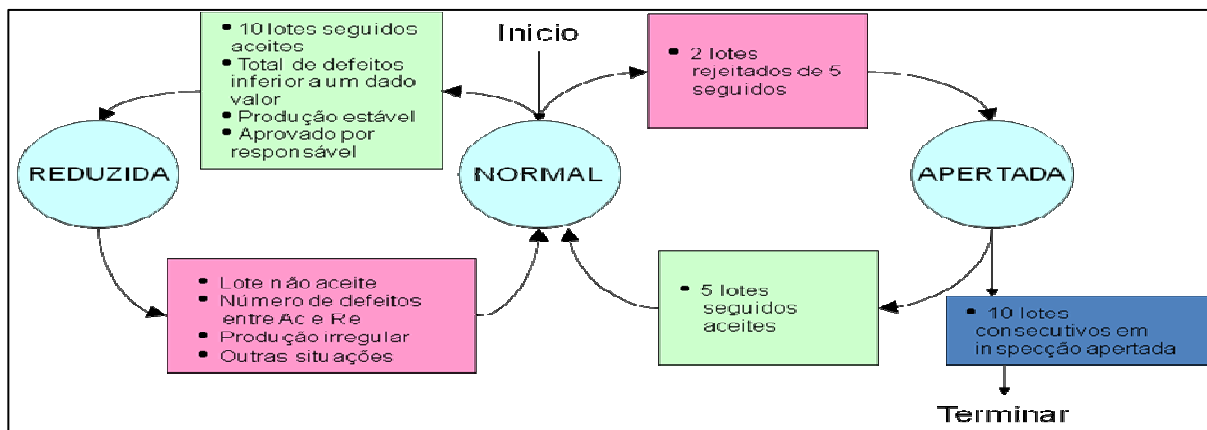 Início
• 10 lotes seguidos
aceites
• Total de defeitos
inferior a um dado
valor
• Produção estável
• Aprovado por
responsável
• 2 lotes
rejeitados de 5
seguidos
REDUZIDA
NORMAL
APERTADA
• Lote não aceite
• Número de defeitos
entre Ac e Re
• Produção irregular
• Outras situações
• 5 lotes
seguidos
aceites
• 10 lotes
consecutivos em
inspecção apertada
Terminar